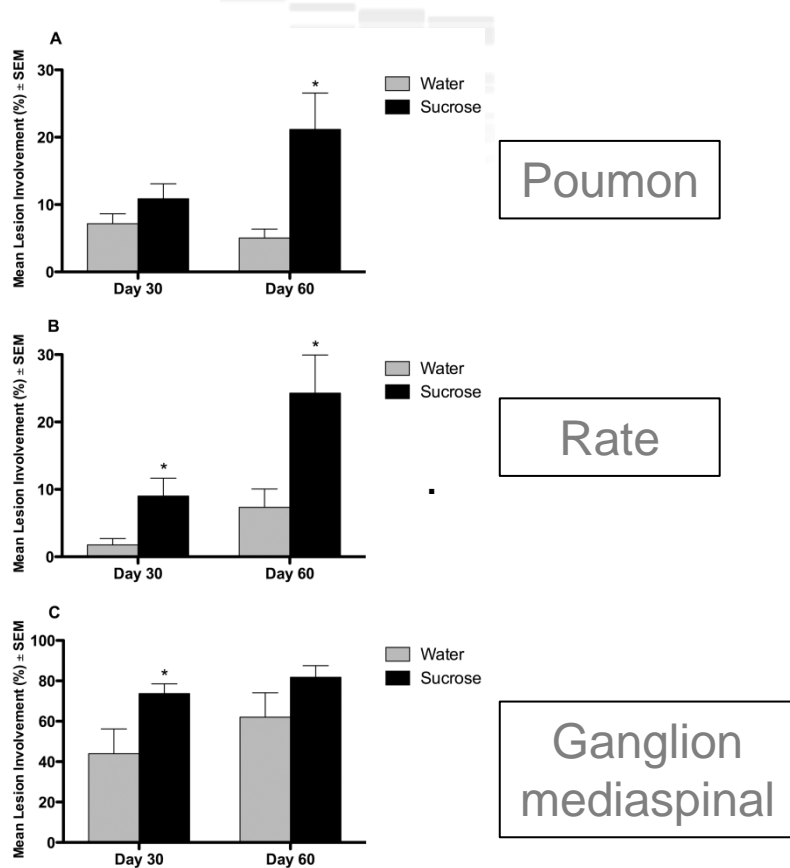 A
Mean Lesion Involvement (%) ± SEM
30
20
10
0
*
Day 30
Day 60
Water
Sucrose
Poumon
B
Mean Lesion Involvement (%) ± SEM
30
20
10
0
*
*
Day 30
Day 60
Water
Sucrose
Rate
.
C
Mean Lesion Involvement (%) ± SEM
100
80
60
40
20
0
*
Day 30
Day 60
Water
Sucrose
Ganglion
mediaspinal